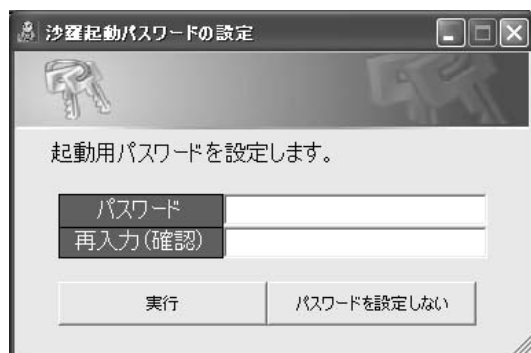 沙羅起動パスワードの設定
起動用パスワードを設定します。
パスワード
再入力(確認)
実行
パスワードを設定しない